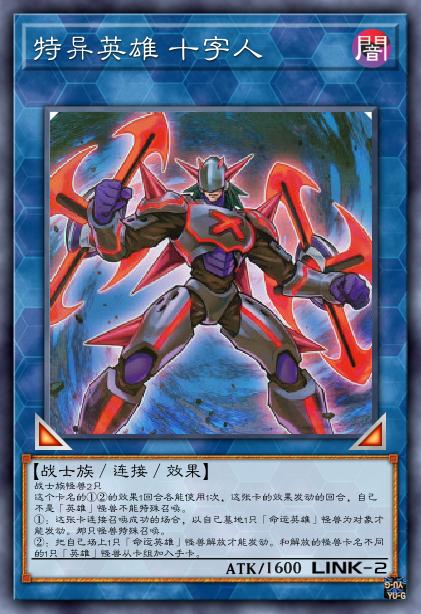 特异英雄 十字人
闇
【战士族/连接/效果】
战士族怪兽2只
这个卡名的①②的效果1回合各能使用1次，这张卡的效果发动的回合，自己
不是「英雄」怪兽不能特殊召唤。
①：这张卡连接召唤成功的场合，以自己墓地1只「命运英雄」怪兽为对象才
能发动。那只怪兽特殊召唤。
②：把自己场上1只「命运英雄」怪兽解放才能发动。和解放的怪兽卡名不同
的1只「英雄」怪兽从卡组加入手卡。
ATK/1600 LINK-2